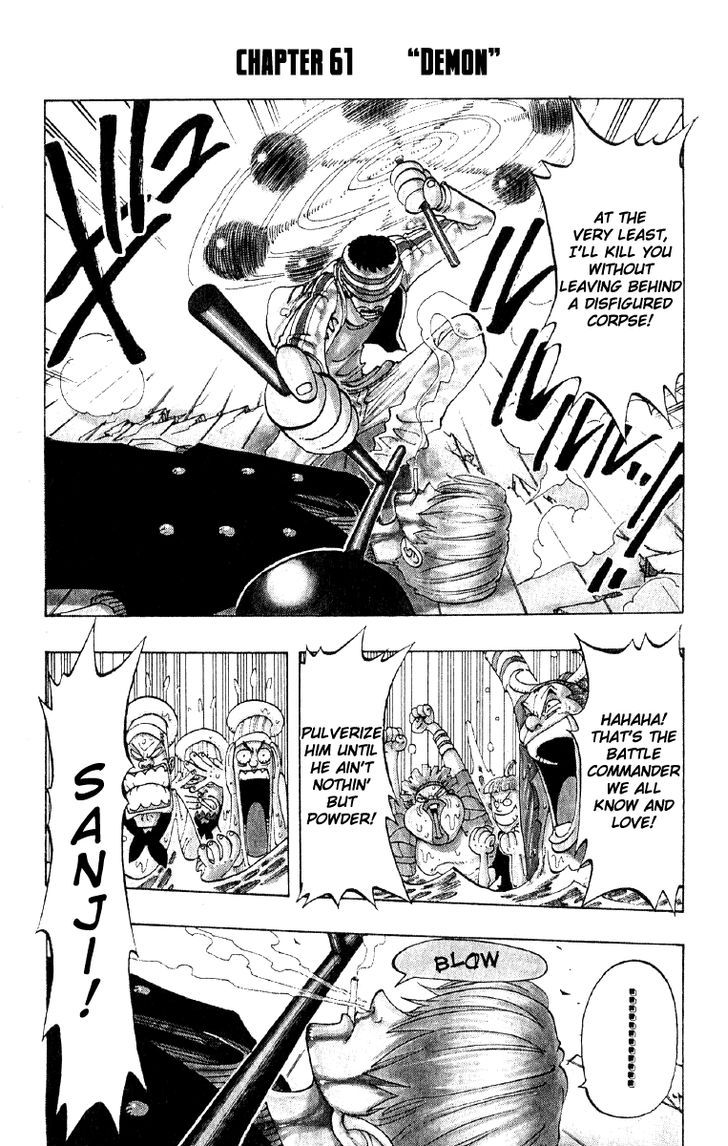 CHAPTER 61 “DEMON”
AT THE
VERY LEAST,
I'LL KILL YOU
WITHOUT
LEAVING BEHIND
A DISFIGURED
CORPSE!
HAHAHA!
THAT'S THE
BATTLE
COMMANDER
WE ALL
KNOW AND
LOVE!
PULVERIZE
HIM UNTIL
HE AIN'T
NOTHIN'
BUT
POWDER!
SANJI!
..........
BLOW